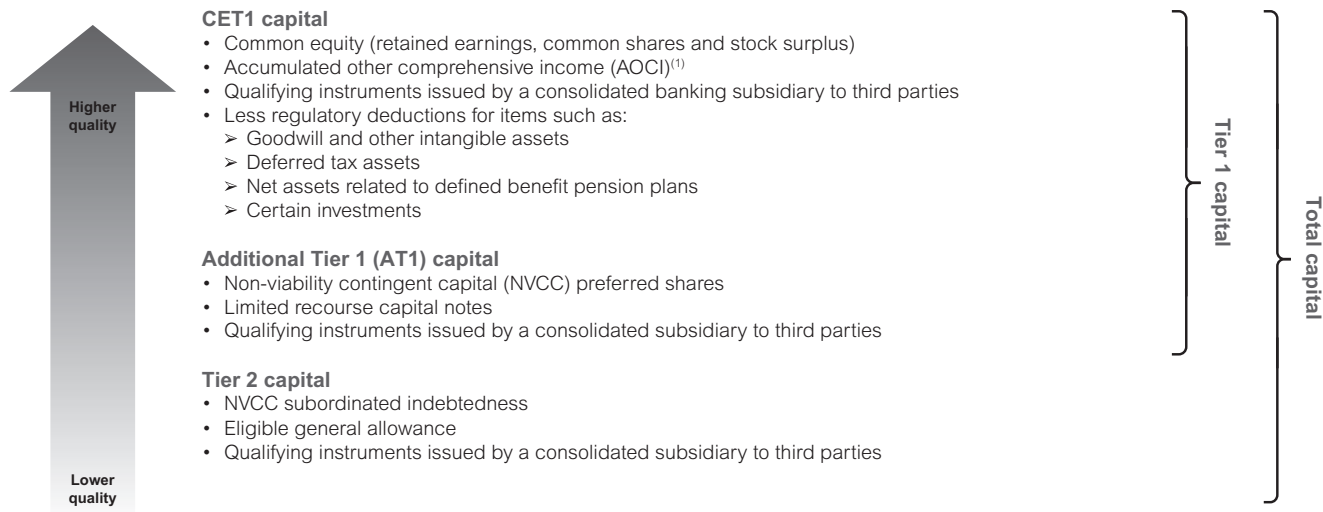 CET1 capital
• Common equity (retained earnings, common shares and stock surplus)
• Accumulated other comprehensive income (AOCI)(1)
• Qualifying instruments issued by a consolidated banking subsidiary to third parties
• Less regulatory deductions for items such as:
➢ Goodwill and other intangible assets
➢ Deferred tax assets
➢ Net assets related to defined benefit pension plans
➢ Certain investments
Additional Tier 1 (AT1) capital
• Non-viability contingent capital (NVCC) preferred shares
• Limited recourse capital notes
• Qualifying instruments issued by a consolidated subsidiary to third parties
Tier 2 capital
• NVCC subordinated indebtedness
• Eligible general allowance
• Qualifying instruments issued by a consolidated subsidiary to third parties
Higher
quality
Lower
quality
Tier 1 capital
Total capital